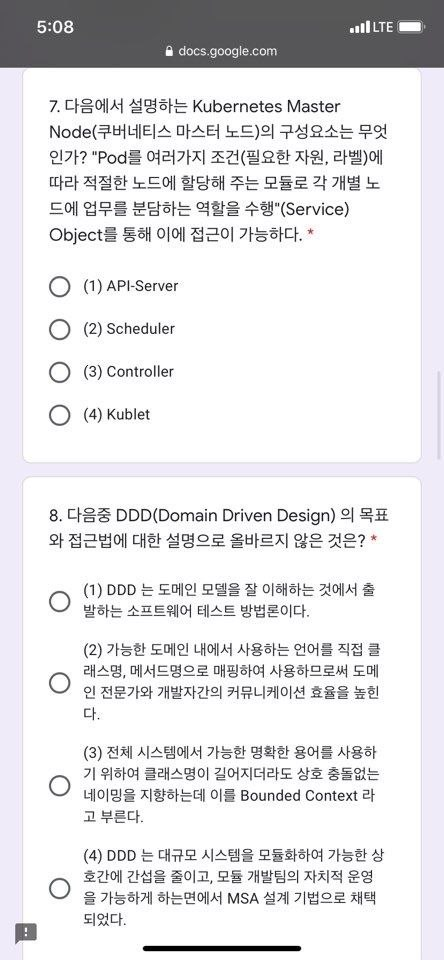 5:08
LTE
docs.google.com
7. 다음에서 설명하는 Kubernetes Master
Node(쿠버네티스 마스터 노드)의 구성요소는 무엇
인가? "Pod를 여러가지 조건(필요한 자원, 라벨)에
따라 적절한 노드에 할당해 주는 모듈로 각 개별 노
드에 업무를 분담하는 역할을 수행"(Service)
Object를 통해 이에 접근이 가능하다. *
(1) API-Server
(2) Scheduler
(3) Controller
(4) Kublet
8. 다음중 DDD(Domain Driven Design) 의 목표
와 접근법에 대한 설명으로 올바르지 않은 것은? *
(1) DDD 는 도메인 모델을 잘 이해하는 것에서 출
발하는 소프트웨어 테스트 방법론이다.
(2) 가능한 도메인 내에서 사용하는 언어를 직접 클
래스명, 메서드명으로 매핑하여 사용하므로써 도메
인 전문가와 개발자간의 커뮤니케이션 효율을 높힌
다.
(3) 전체 시스템에서 가능한 명확한 용어를 사용하
기 위하여 클래스명이 길어지더라도 상호 충돌없는
네이밍을 지향하는데 이를 Bounded Context 라
고 부른다.
(4) DDD 는 대규모 시스템을 모듈화하여 가능한 상
호간에 간섭을 줄이고, 모듈 개발팀의 자치적 운영
을 가능하게 하는면에서 MSA 설계 기법으로 채택
되었다.